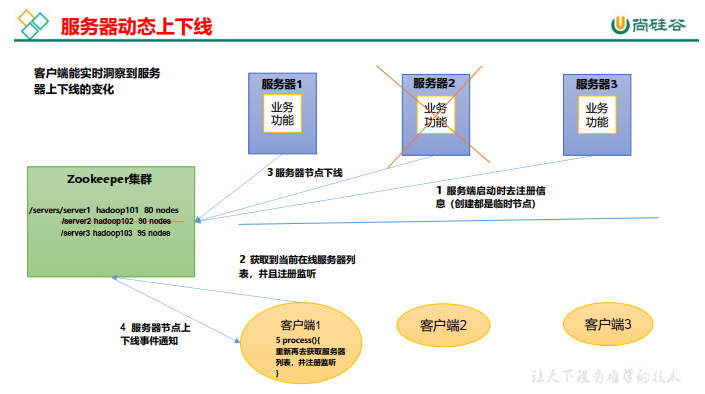 服务器动态上下线
尚硅谷
客户端能实时洞察到服务
器上下线的变化
服务器1
业务
功能
服务器2
业务
功能
服务器3
业务
功能
3 服务器节点下线
1 服务端启动时去注册信
息（创建都是临时节点）
Zookeeper集群
/servers/server1 hadoop101 80 nodes
/server2 hadoop102 90 nodes
/server3 hadoop103 95 nodes
2 获取到当前在线服务器列
表，并且注册监听
4 服务器节点上
下线事件通知
客户端1
5 process(){
重新再去获取服务器
列表，并注册监听
}
客户端2
客户端3
让天下没有难学的技术